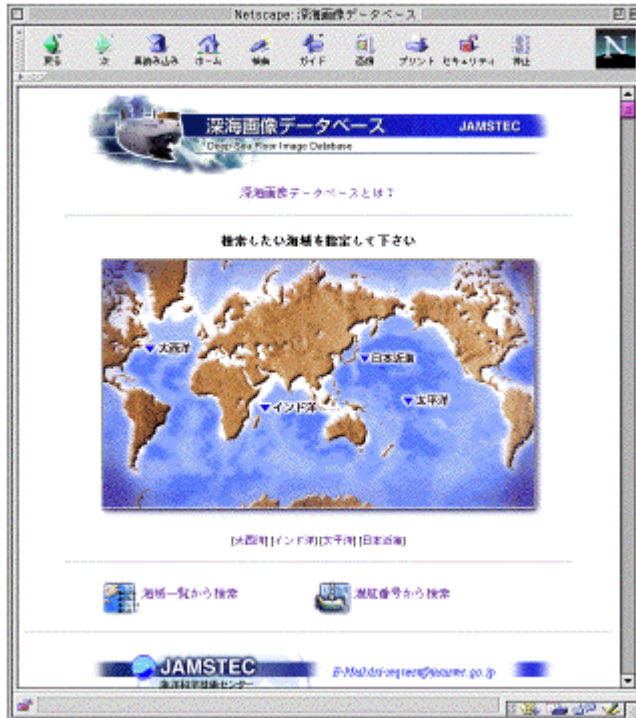 Netscape: 深海画像データベース
戻る 次 再読み込み ホーム 検索 ガイド 画像 プリント セキュリティ 停止
N
深海画像データベース JAMSTEC
Deep-Sea Floor Image Database
深海画像データベースとは?
検索したい海域を指定して下さい
大西洋
日本近海
インド洋
太平洋
[大西洋] [インド洋] [太平洋] [日本近海]
海域一覧から検索 潜航番号から検索
JAMSTEC
海洋科学技術センター